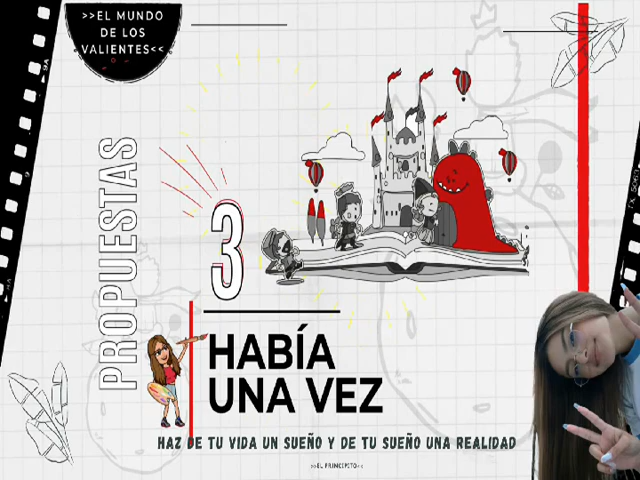 >>EL MUNDO
DE LOS
VALIENTES<<
PROPUESTAS
3
HABÍA
UNA VEZ
HAZ DE TU VIDA UN SUEÑO Y DE TU SUEÑO UNA REALIDAD
>>EL PRINCIPITO<<